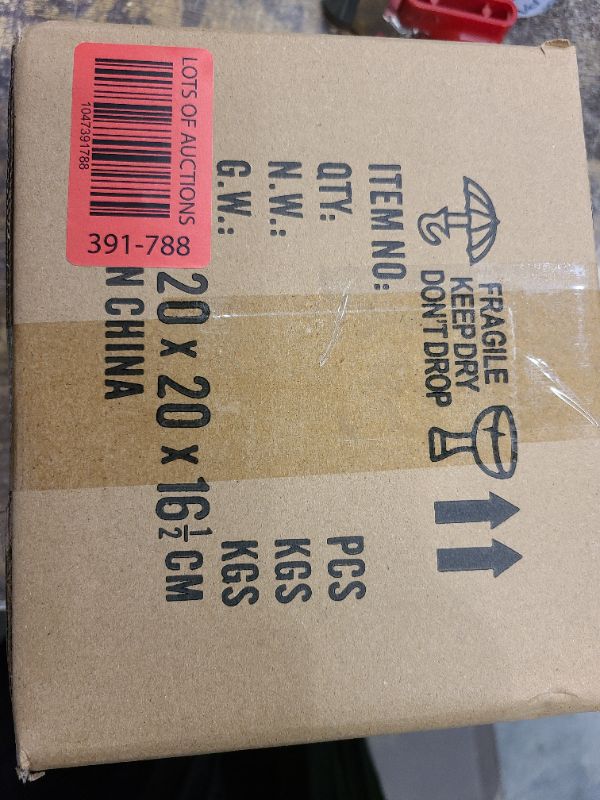 FRAGILE
KEEP DRY
DON'T DROP
ITEM NO:
QTY: PCS
N.W.: KGS
G.W.: KGS
20 x 20 x 16½ CM
N CHINA
LOTS OF AUCTIONS
1047391788
391-788